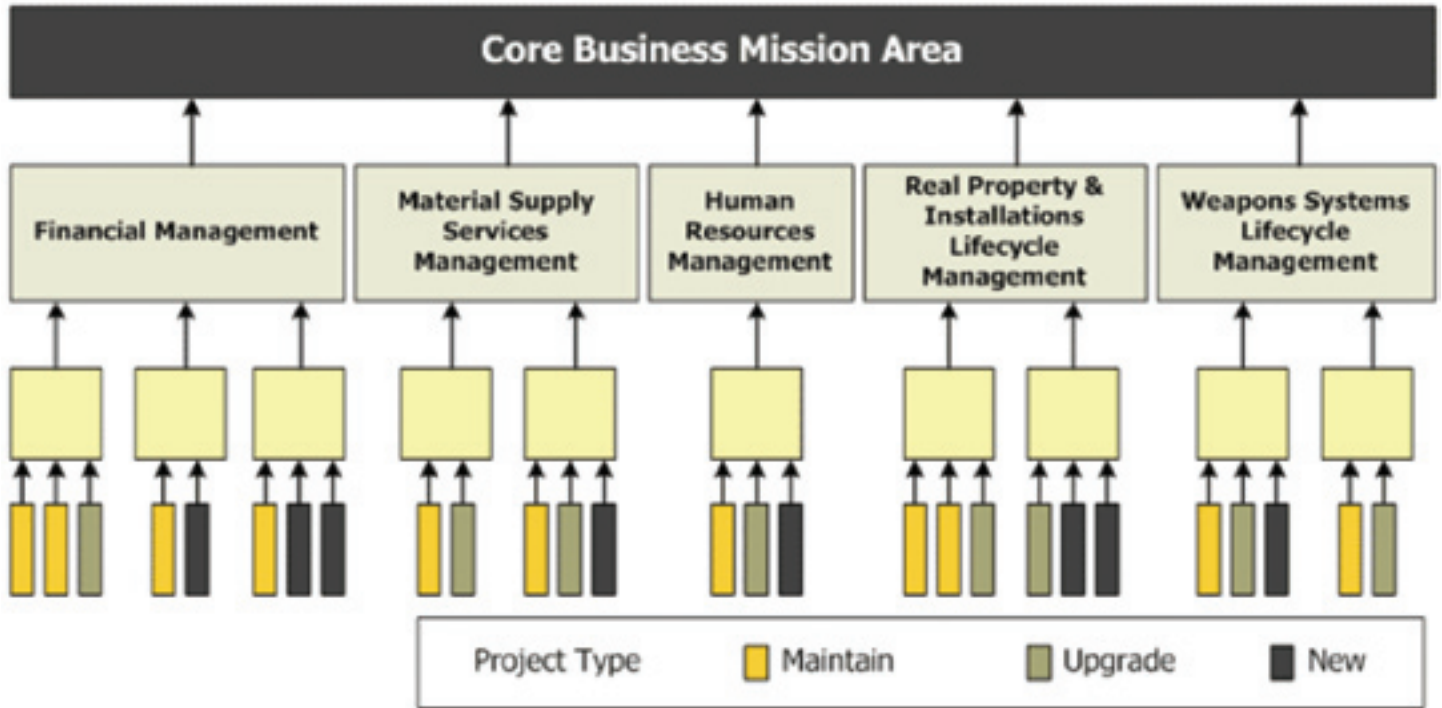 Core Business Mission Area
Financial Management
Material Supply
Services
Management
Human
Resources
Management
Real Property &
Installations
Lifecycle
Management
Weapons Systems
Lifecycle
Management
Project Type
Maintain
Upgrade
New